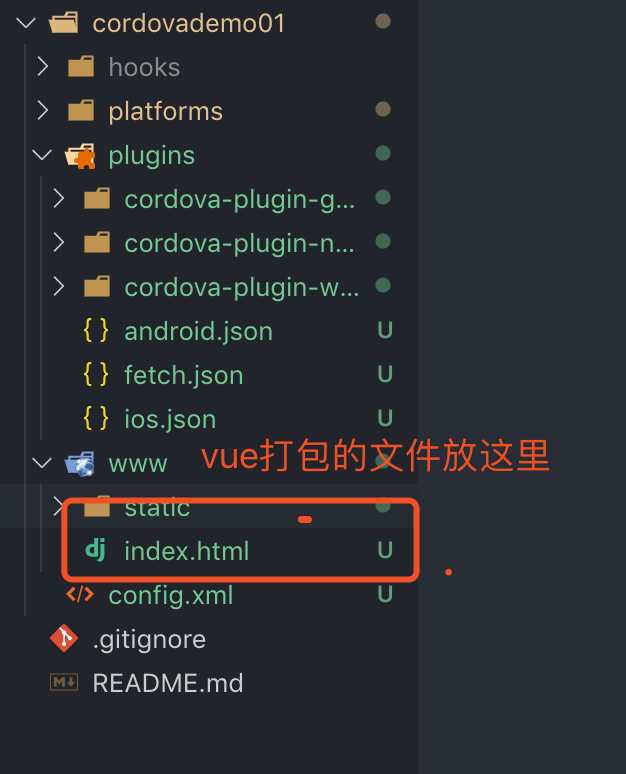 cordovademo01
hooks
platforms
plugins
cordova-plugin-g...
cordova-plugin-n...
cordova-plugin-w...
{ } android.json U
{ } fetch.json U
{ } ios.json U
www vue打包的文件放这里
static
dj index.html U
</> config.xml U
.gitignore
M↓ README.md